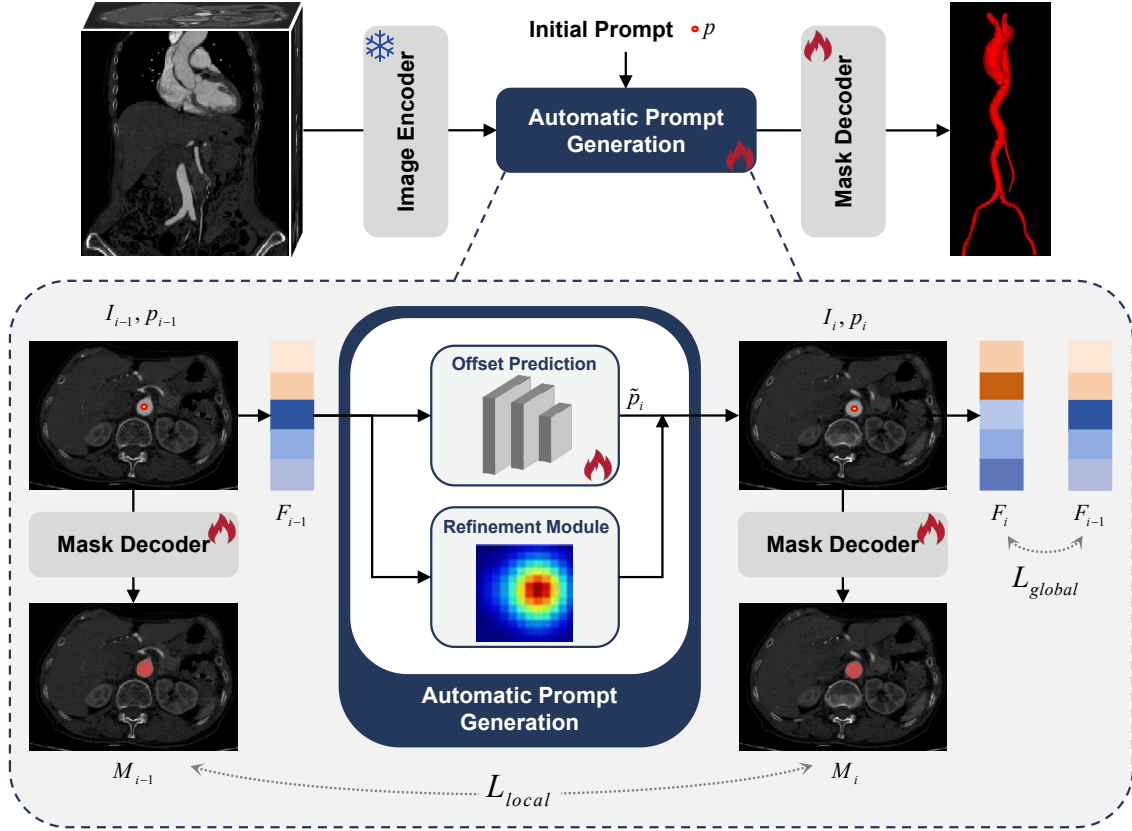 Initial Prompt p
Image Encoder
Automatic Prompt
Generation
Mask Decoder
I_{i-1}, p_{i-1}
I_i, p_i
Offset Prediction
\tilde{p}_i
F_{i-1}
Refinement Module
F_i
F_{i-1}
Mask Decoder
Mask Decoder
L_{global}
Automatic Prompt
Generation
M_{i-1}
M_i
L_{local}